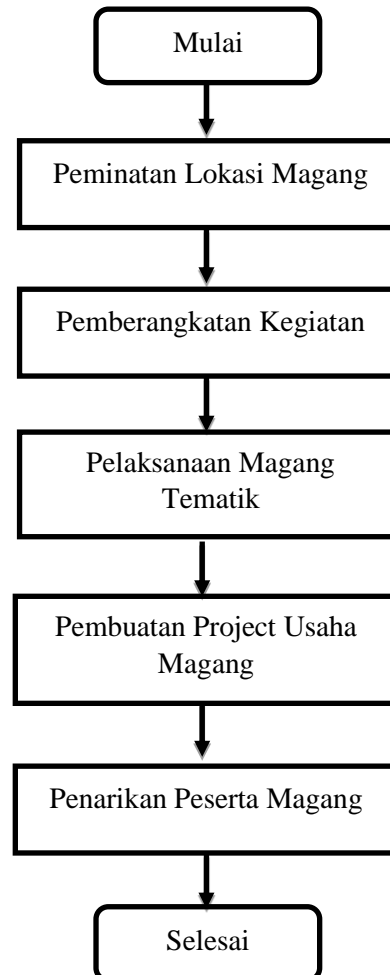 Mulai
Peminatan Lokasi Magang
Pemberangkatan Kegiatan
Pelaksanaan Magang
Tematik
Pembuatan Project Usaha
Magang
Penarikan Peserta Magang
Selesai